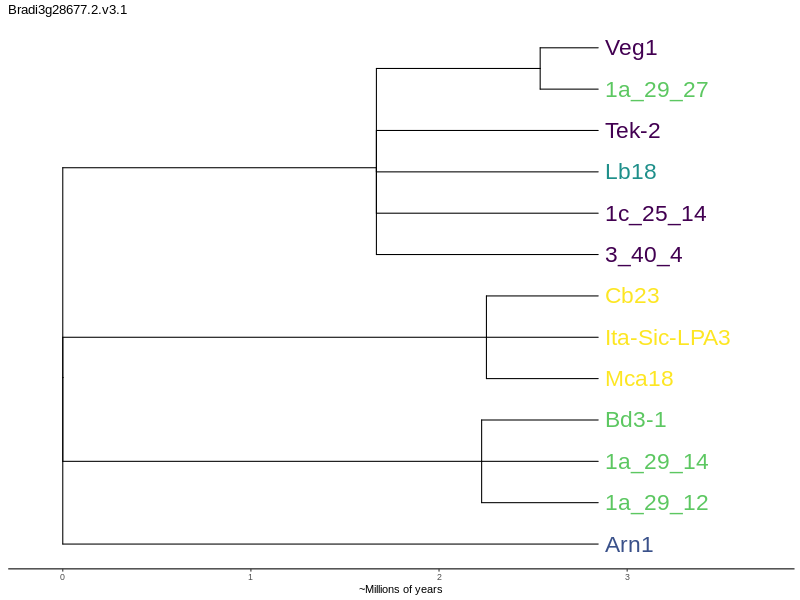 Bradi3g28677.2.v3.1
Veg1
1a_29_27
Tek-2
Lb18
1c_25_14
3_40_4
Cb23
Ita-Sic-LPA3
Mca18
Bd3-1
1a_29_14
1a_29_12
Arn1
0 1 2 3
~Millions of years